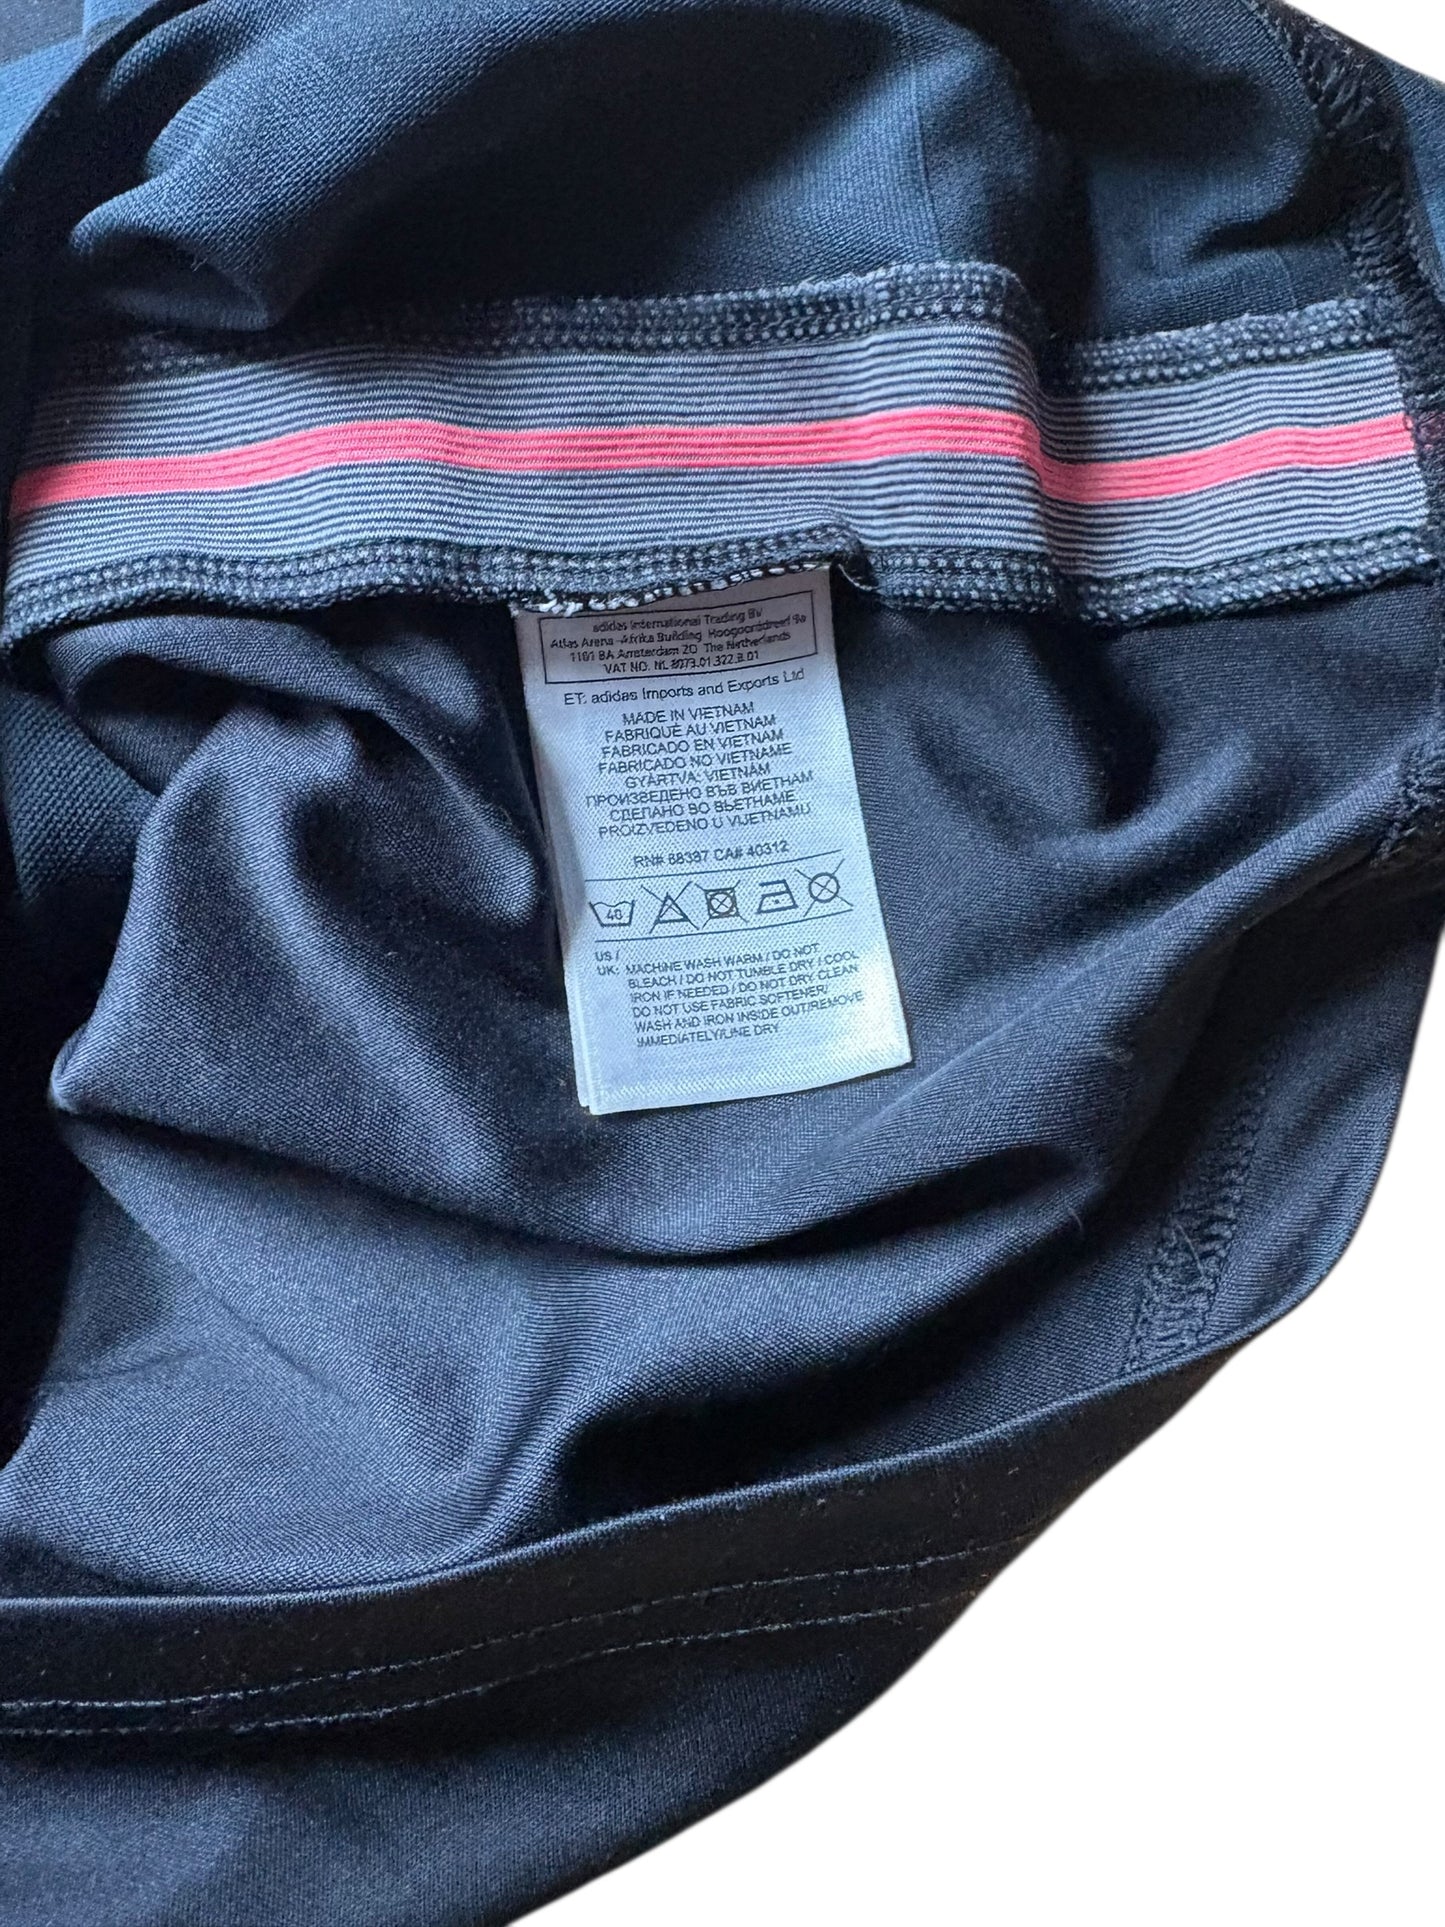 adidas International Trading BV
Atlas Arena -Afrika Building Hoogoorddreef 9a
1101 BA Amsterdam ZO The Netherlands
VAT NO. NL 8073.01.322.B.01
ET: adidas Imports and Exports Ltd
MADE IN VIETNAM
FABRIQUÉ AU VIETNAM
FABRICADO EN VIETNAM
FABRICADO NO VIETNAME
GYÁRTVA: VIETNÁM
ПРОИЗВЕДЕНО ВЪВ ВИЕТНАМ
СДЕЛАНО ВО ВЬЕТНАМЕ
PROIZVEDENO U VIJETNAMU
RN# 88387 CA# 40312
40
US /
UK: MACHINE WASH WARM / DO NOT
BLEACH / DO NOT TUMBLE DRY / COOL
IRON IF NEEDED / DO NOT DRY CLEAN
DO NOT USE FABRIC SOFTENER/
WASH AND IRON INSIDE OUT/REMOVE
IMMEDIATELY/LINE DRY